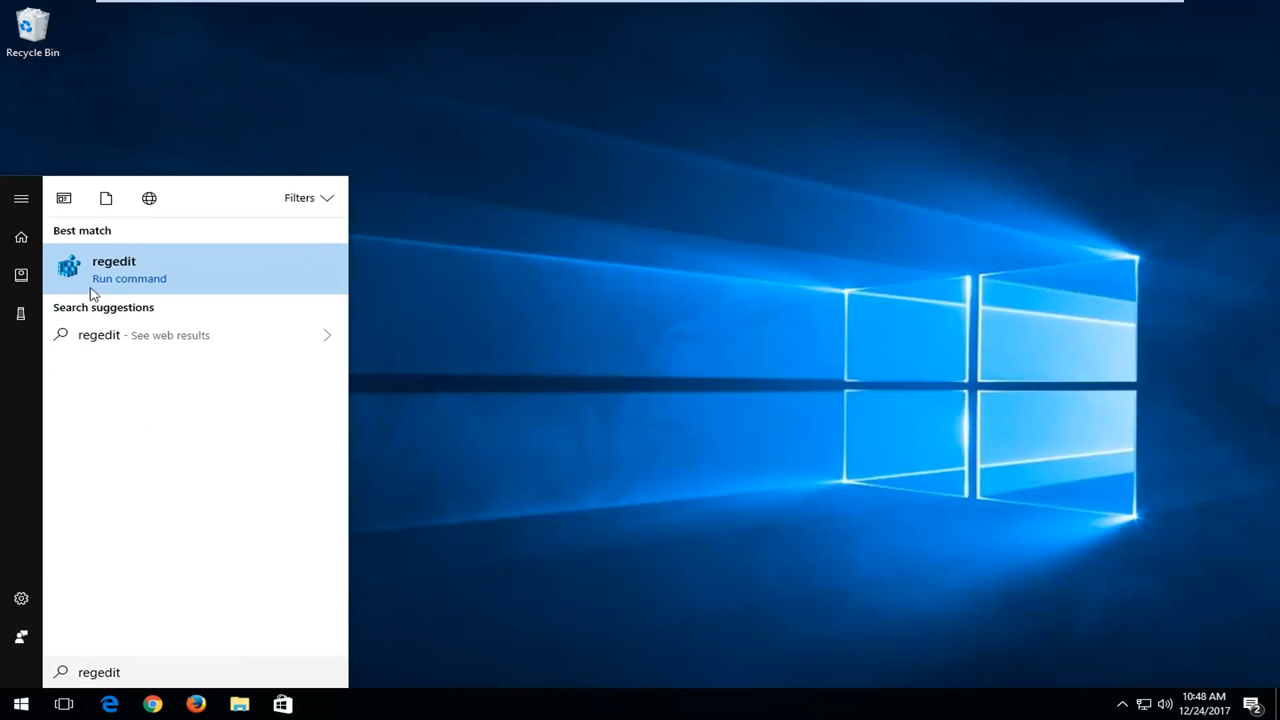 Recycle Bin
Filters
Best match
regedit
Run command
Search suggestions
regedit - See web results
regedit
10:48 AM
12/24/2017
2